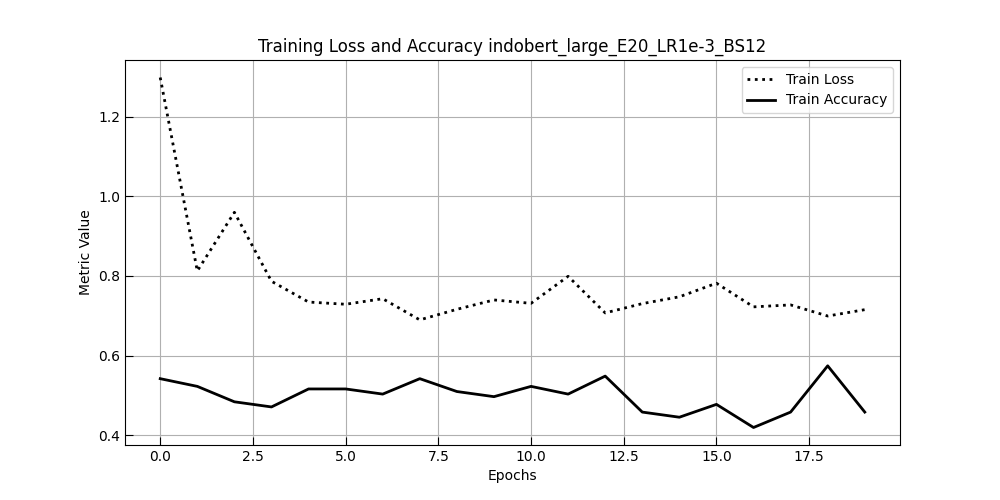 Training Loss and Accuracy indobert_large_E20_LR1e-3_BS12
Train Loss
Train Accuracy
1.2
1.0
0.8
0.6
0.4
Metric Value
0.0 2.5 5.0 7.5 10.0 12.5 15.0 17.5
Epochs